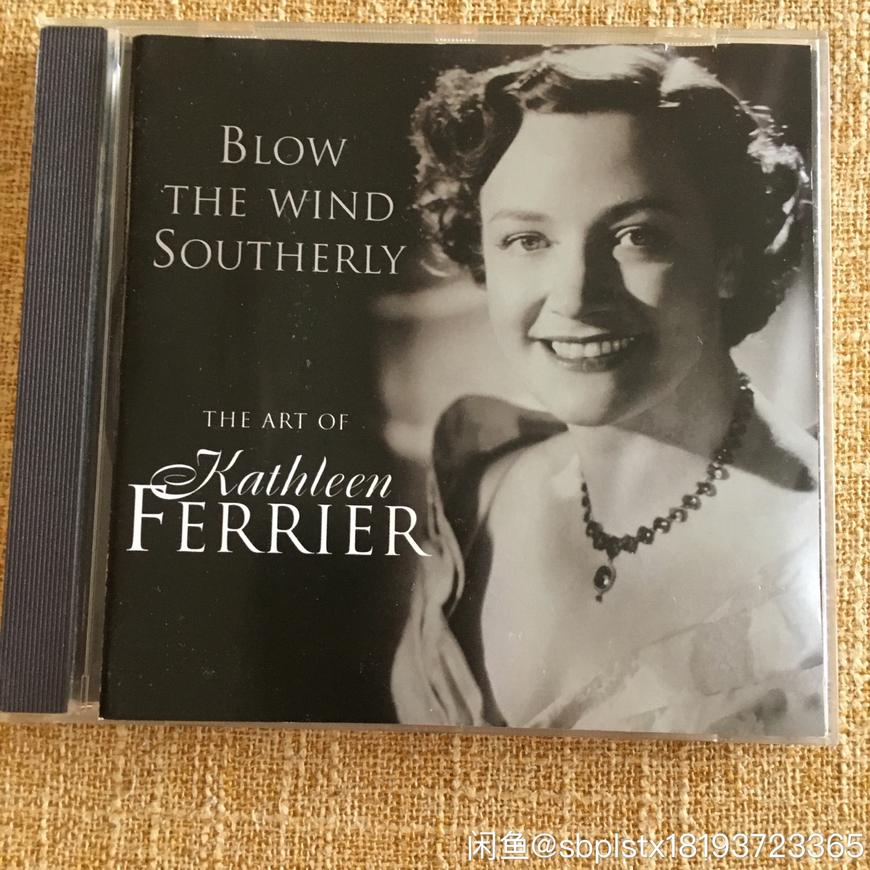 BLOW
THE WIND
SOUTHERLY
THE ART OF
Kathleen
FERRIER
闲鱼@sbplstx18193723365